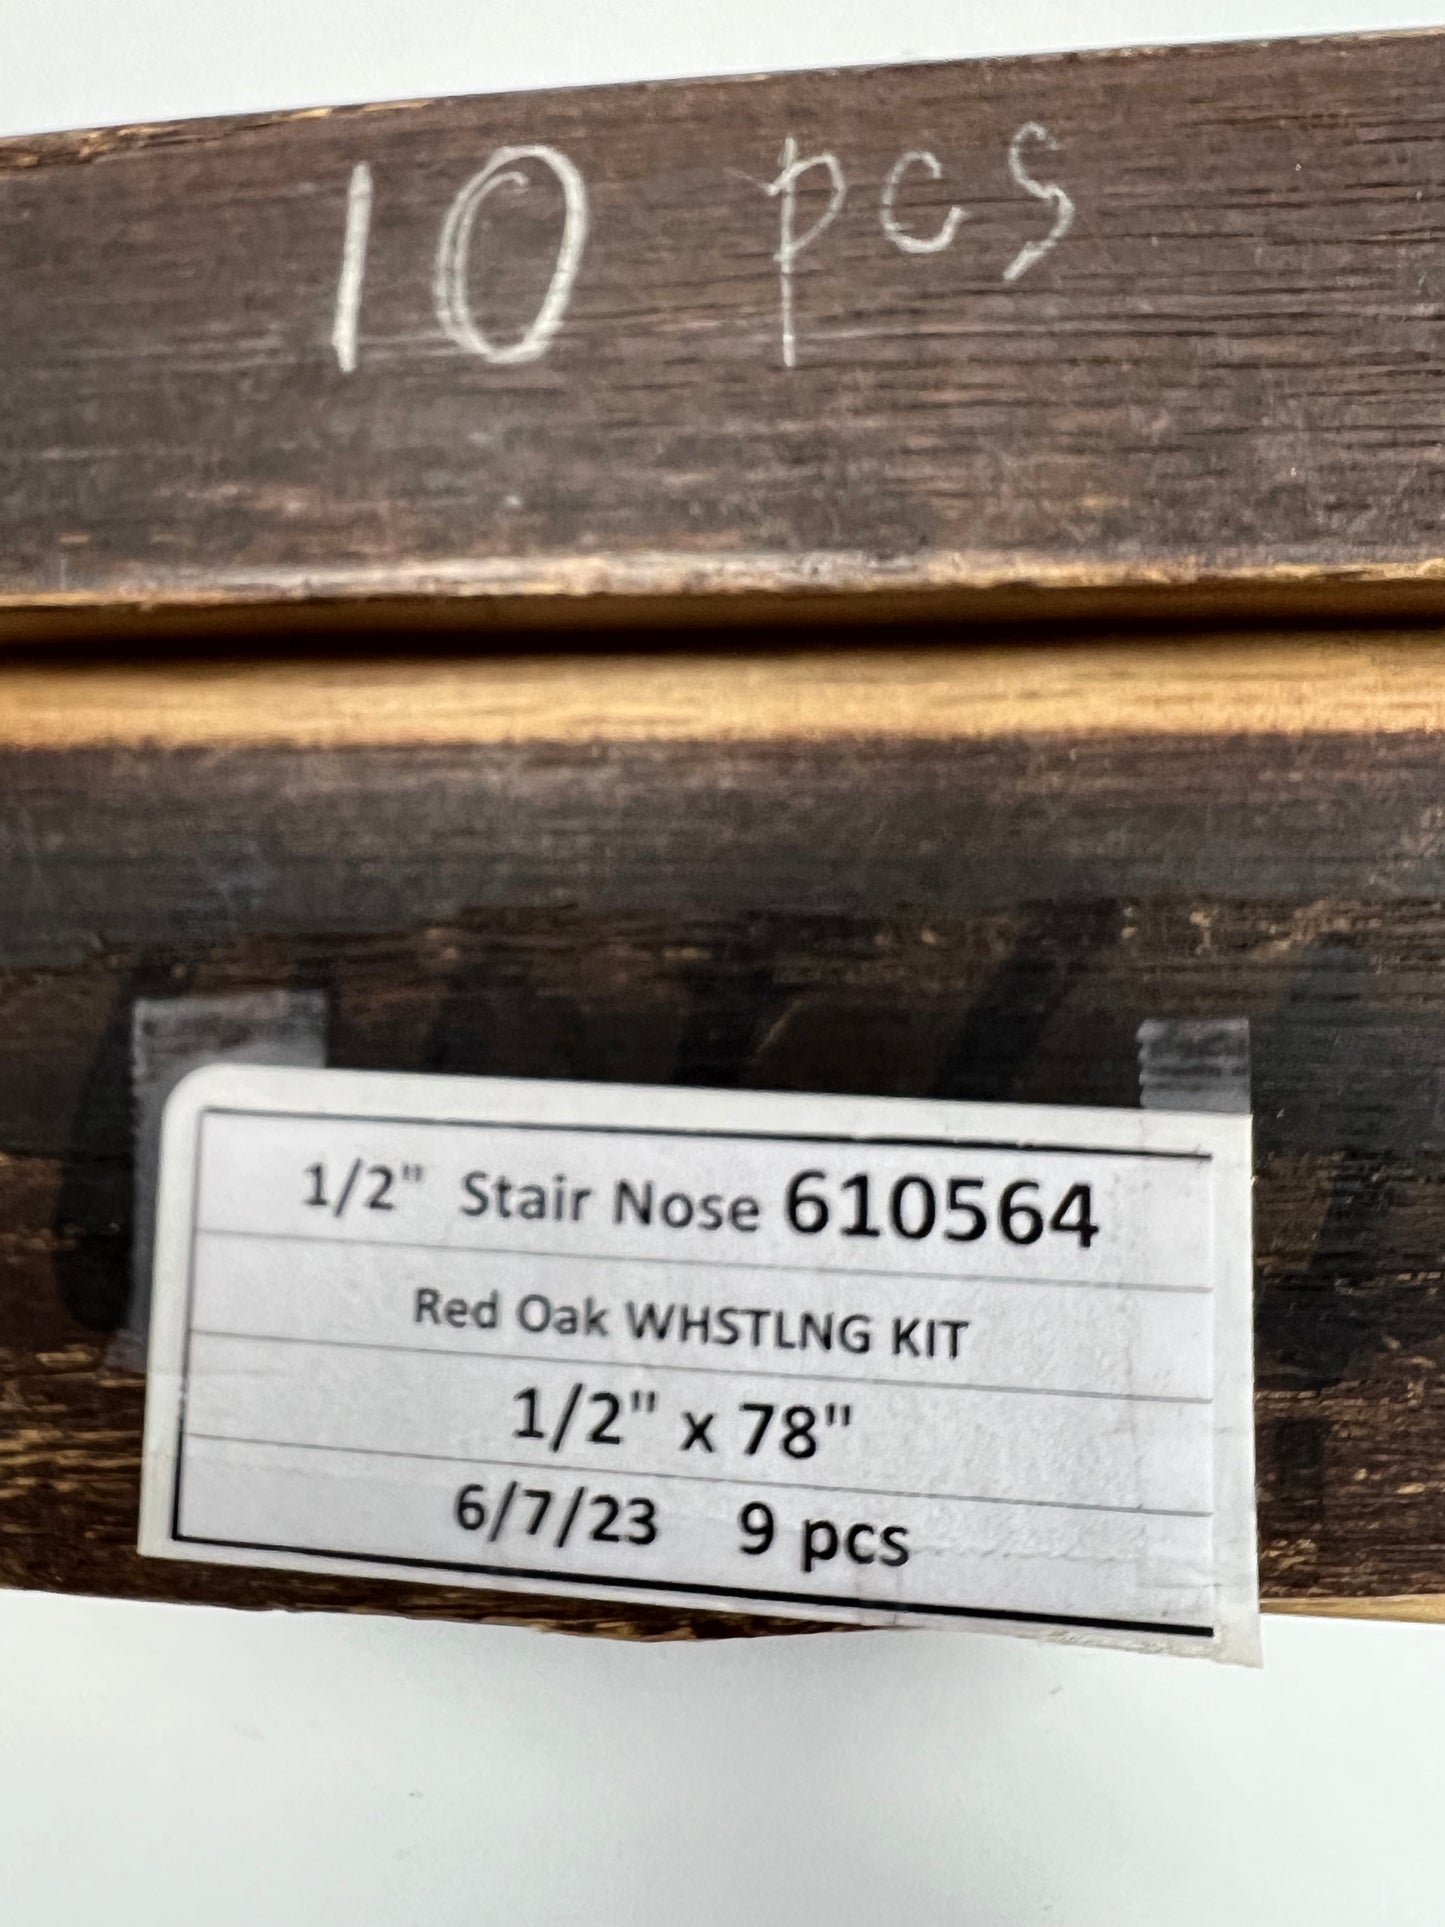 10 pcs
1/2" Stair Nose 610564
Red Oak WHSTLNG KIT
1/2" x 78"
6/7/23 9 pcs